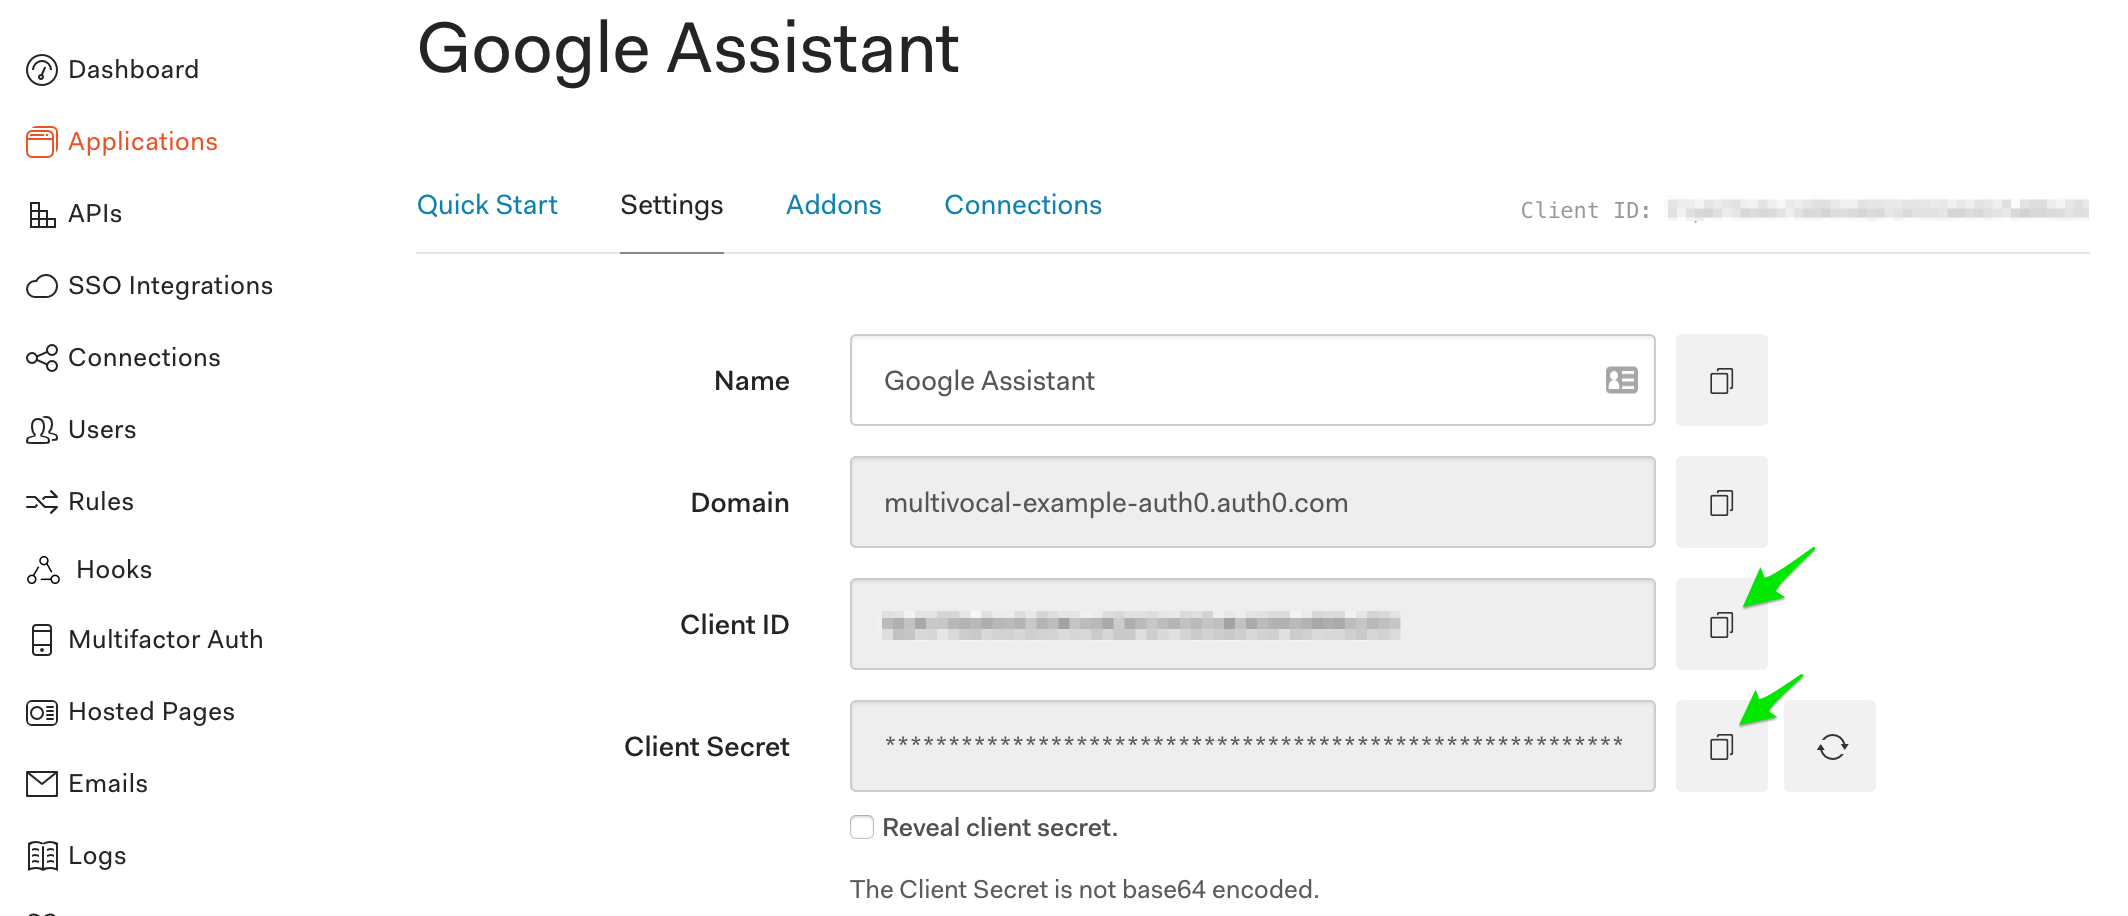 Google Assistant
Dashboard
Applications
APIs
SSO Integrations
Connections
Users
Rules
Hooks
Multifactor Auth
Hosted Pages
Emails
Logs
Quick Start Settings Addons Connections Client ID:
Name Google Assistant
Domain multivocal-example-auth0.auth0.com
Client ID
Client Secret **********************************************************
Reveal client secret.
The Client Secret is not base64 encoded.